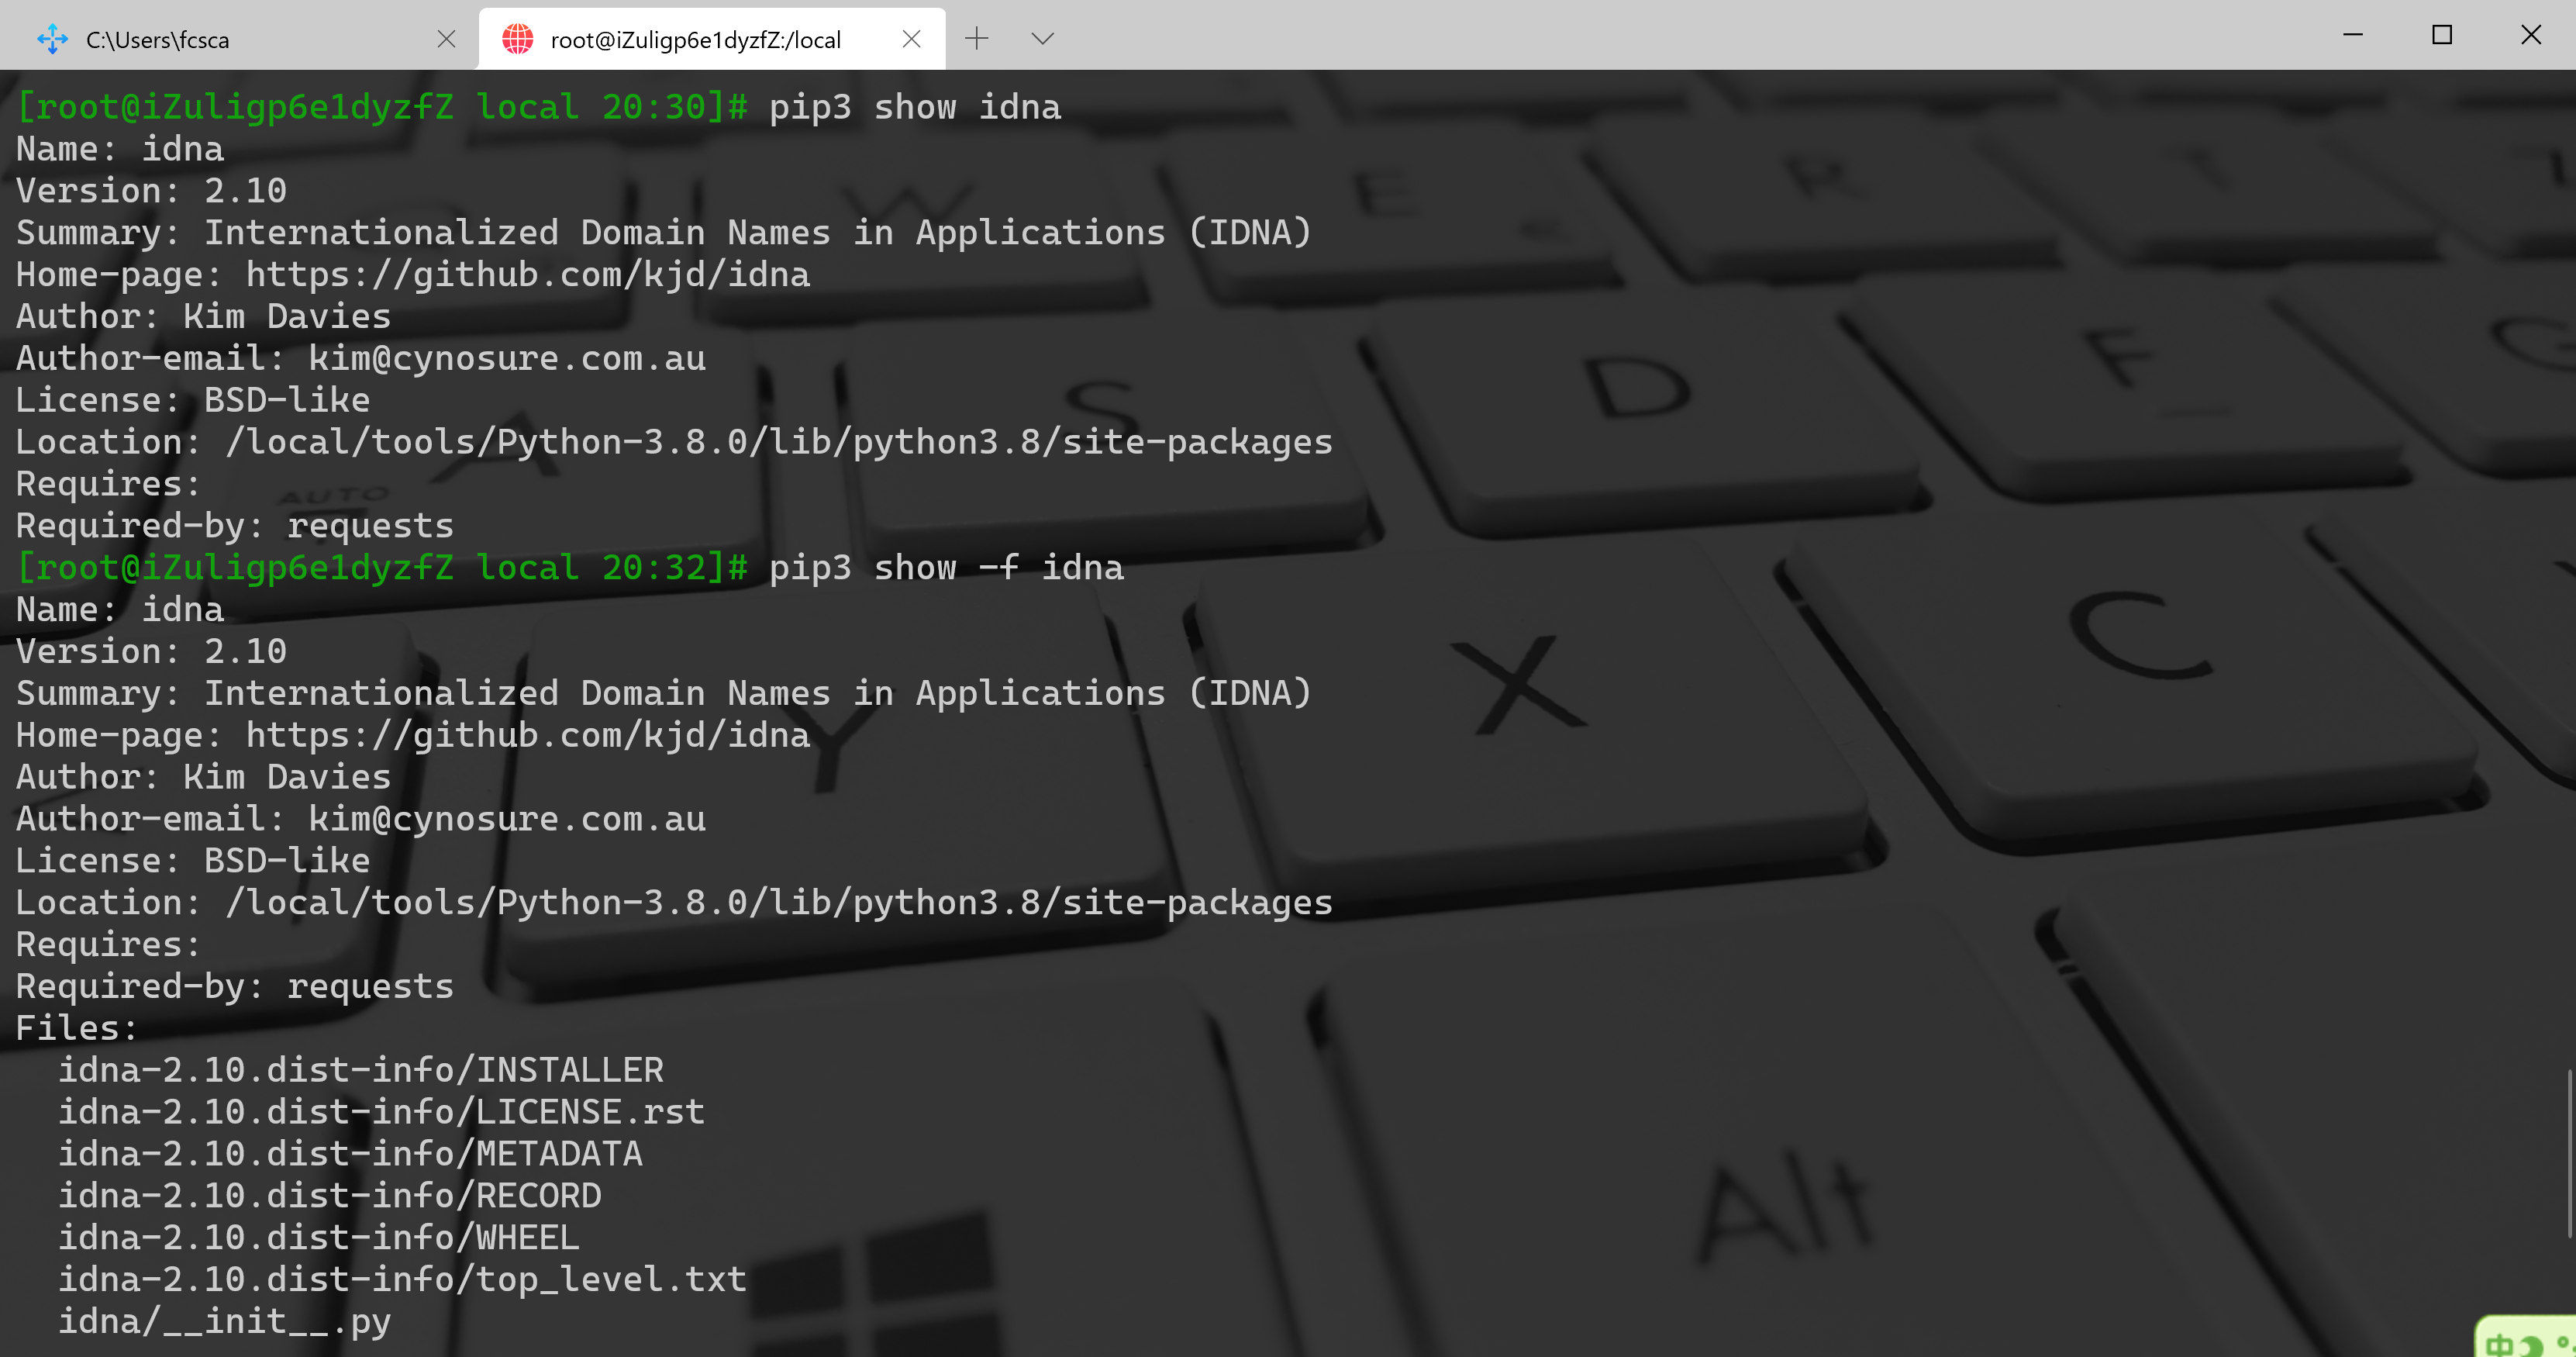 C:\Users\fcsca
root@iZuligp6e1dyzfZ:/local
[root@iZuligp6e1dyzfZ local 20:30]# pip3 show idna
Name: idna
Version: 2.10
Summary: Internationalized Domain Names in Applications (IDNA)
Home-page: https://github.com/kjd/idna
Author: Kim Davies
Author-email: kim@cynosure.com.au
License: BSD-like
Location: /local/tools/Python-3.8.0/lib/python3.8/site-packages
Requires:
Required-by: requests
[root@iZuligp6e1dyzfZ local 20:32]# pip3 show -f idna
Name: idna
Version: 2.10
Summary: Internationalized Domain Names in Applications (IDNA)
Home-page: https://github.com/kjd/idna
Author: Kim Davies
Author-email: kim@cynosure.com.au
License: BSD-like
Location: /local/tools/Python-3.8.0/lib/python3.8/site-packages
Requires:
Required-by: requests
Files:
  idna-2.10.dist-info/INSTALLER
  idna-2.10.dist-info/LICENSE.rst
  idna-2.10.dist-info/METADATA
  idna-2.10.dist-info/RECORD
  idna-2.10.dist-info/WHEEL
  idna-2.10.dist-info/top_level.txt
  idna/__init__.py
W
E
R
A
AUTO
S
D
F
G
Y
X
C
Alt
中